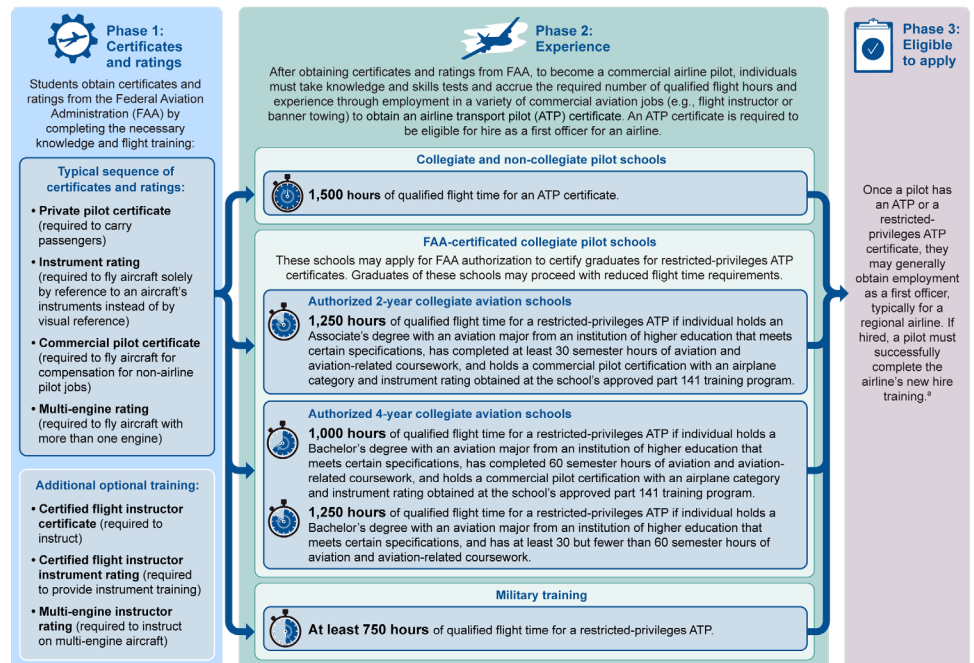 Phase 1:
Certificates
and ratings
Students obtain certificates and
ratings from the Federal Aviation
Administration (FAA) by
completing the necessary
knowledge and flight training:
Typical sequence of
certificates and ratings:
• Private pilot certificate
(required to carry
passengers)
• Instrument rating
(required to fly aircraft solely
by reference to an aircraft's
instruments instead of by
visual reference)
• Commercial pilot certificate
(required to fly aircraft for
compensation for non-airline
pilot jobs)
• Multi-engine rating
(required to fly aircraft with
more than one engine)
Additional optional training:
• Certified flight instructor
certificate (required to
instruct)
• Certified flight instructor
instrument rating (required
to provide instrument training)
• Multi-engine instructor
rating (required to instruct
on multi-engine aircraft)
Phase 2:
Experience
After obtaining certificates and ratings from FAA, to become a commercial airline pilot, individuals
must take knowledge and skills tests and accrue the required number of qualified flight hours and
experience through employment in a variety of commercial aviation jobs (e.g., flight instructor or
banner towing) to obtain an airline transport pilot (ATP) certificate. An ATP certificate is required to
be eligible for hire as a first officer for an airline.
Collegiate and non-collegiate pilot schools
1,500 hours of qualified flight time for an ATP certificate.
FAA-certificated collegiate pilot schools
These schools may apply for FAA authorization to certify graduates for restricted-privileges ATP
certificates. Graduates of these schools may proceed with reduced flight time requirements.
Authorized 2-year collegiate aviation schools
1,250 hours of qualified flight time for a restricted-privileges ATP if individual holds an
Associate's degree with an aviation major from an institution of higher education that meets
certain specifications, has completed at least 30 semester hours of aviation and
aviation-related coursework, and holds a commercial pilot certification with an airplane
category and instrument rating obtained at the school's approved part 141 training program.
Authorized 4-year collegiate aviation schools
1,000 hours of qualified flight time for a restricted-privileges ATP if individual holds a
Bachelor's degree with an aviation major from an institution of higher education that
meets certain specifications, has completed 60 semester hours of aviation and aviation-
related coursework, and holds a commercial pilot certification with an airplane category
and instrument rating obtained at the school's approved part 141 training program.
1,250 hours of qualified flight time for a restricted-privileges ATP if individual holds a
Bachelor's degree with an aviation major from an institution of higher education that
meets certain specifications, and has at least 30 but fewer than 60 semester hours of
aviation and aviation-related coursework.
Military training
At least 750 hours of qualified flight time for a restricted-privileges ATP.
Phase 3:
Eligible
to apply
Once a pilot has
an ATP or a
restricted-
privileges ATP
certificate, they
may generally
obtain employment
as a first officer,
typically for a
regional airline. If
hired, a pilot must
successfully
complete the
airline's new hire
training.ª